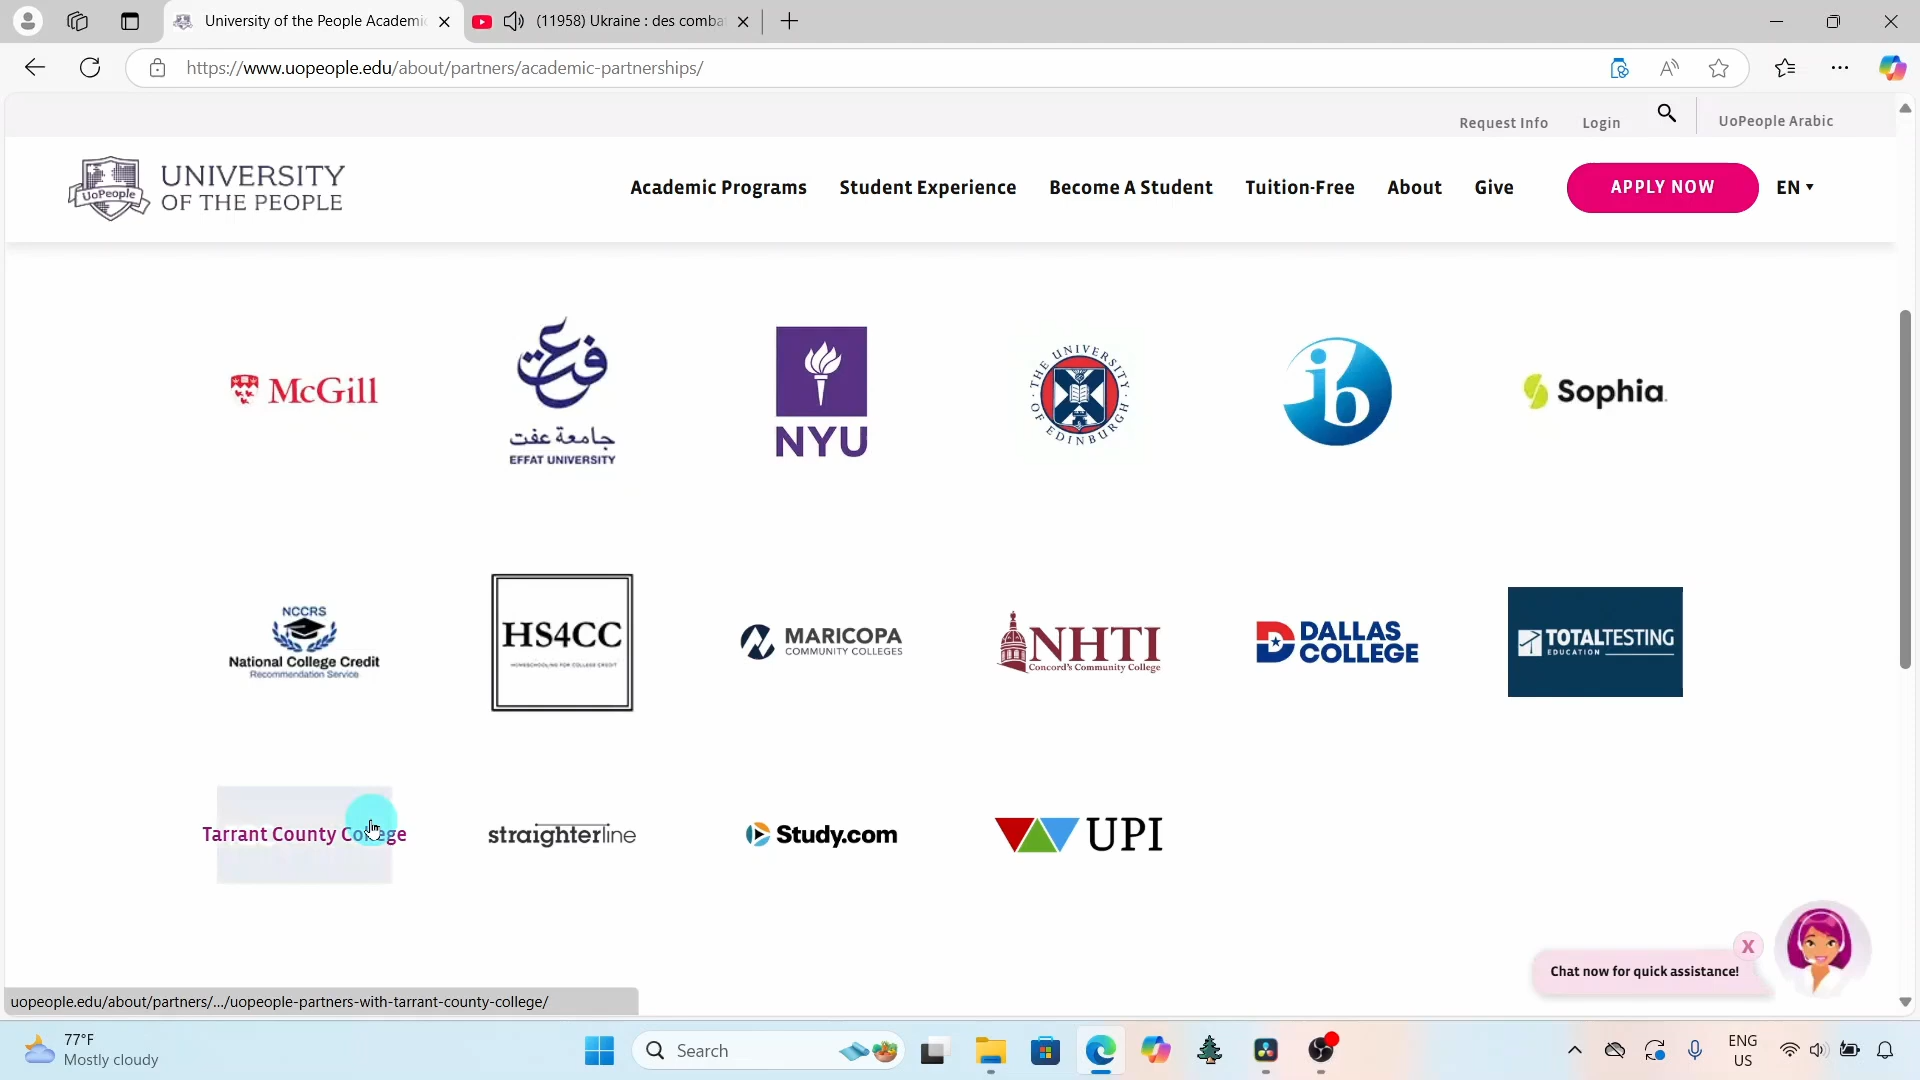 University of the People Academic
(11958) Ukraine : des comba
https://www.uopeople.edu/about/partners/academic-partnerships/
Request Info
Login
UoPeople Arabic
UoPeople
UNIVERSITY
OF THE PEOPLE
Academic Programs
Student Experience
Become A Student
Tuition-Free
About
Give
APPLY NOW
EN
McGill
جامعة عفت
EFFAT UNIVERSITY
NYU
THE UNIVERSITY OF EDINBURGH
ib
Sophia.
NCCRS
National College Credit
Recommendation Service
HS4CC
HOMESCHOOLING FOR COLLEGE CREDIT
MARICOPA
COMMUNITY COLLEGES
NHTI
Concord's Community College
DALLAS
COLLEGE
TOTALTESTING
EDUCATION
Tarrant County College
straighterline
Study.com
UPI
X
Chat now for quick assistance!
uopeople.edu/about/partners/.../uopeople-partners-with-tarrant-county-college/
77°F
Mostly cloudy
Search
ENG
US